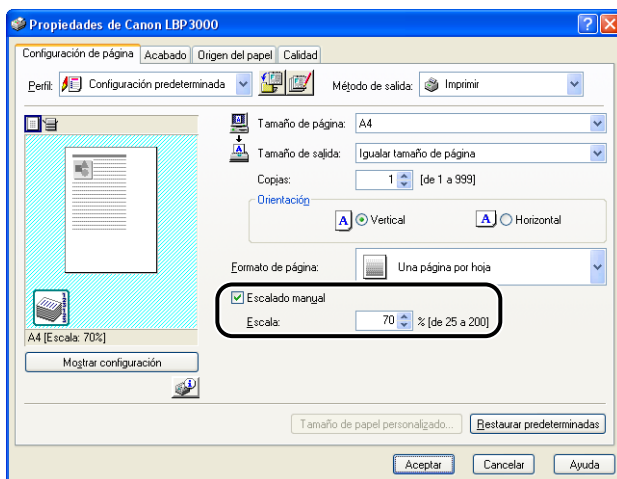 Propiedades de Canon LBP3000
Configuración de página Acabado Origen del papel Calidad
Perfil: Configuración predeterminada Método de salida: Imprimir
Tamaño de página: A4
Tamaño de salida: Igualar tamaño de página
Copias: 1 [de 1 a 999]
Orientación
A Vertical A Horizontal
Formato de página: Una página por hoja
Escalado manual
Escala: 70 % [de 25 a 200]
A4 [Escala: 70%]
Mostrar configuración
Tamaño de papel personalizado... Restaurar predeterminadas
Aceptar Cancelar Ayuda